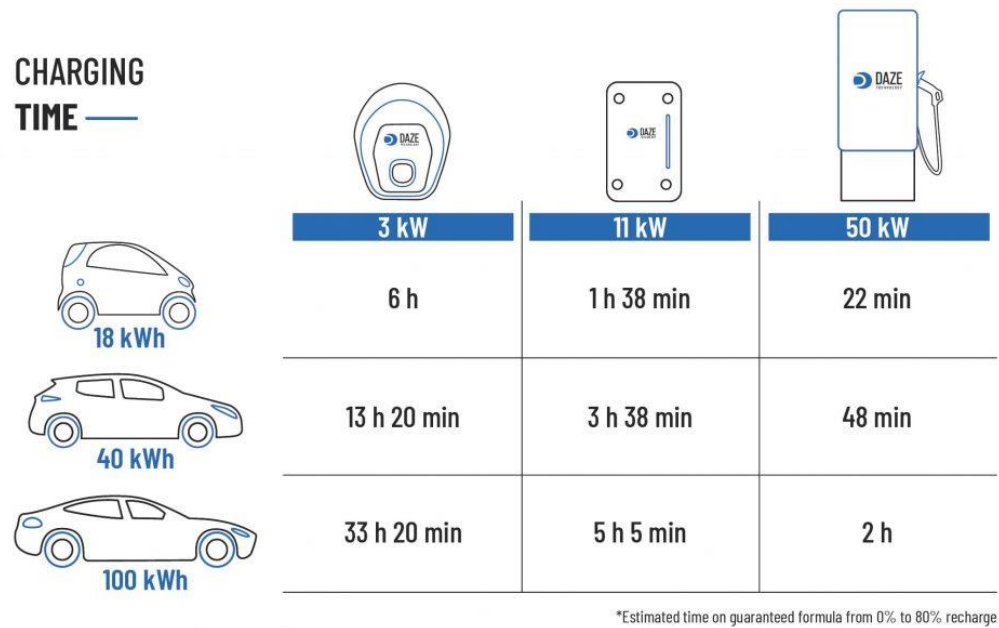 CHARGING
TIME
DAZE
TECHNOLOGY
DAZE
DAZE
TECHNOLOGY
3 kW
11 kW
50 kW
18 kWh
6 h
1 h 38 min
22 min
40 kWh
13 h 20 min
3 h 38 min
48 min
100 kWh
33 h 20 min
5 h 5 min
2 h
*Estimated time on guaranteed formula from 0% to 80% recharge